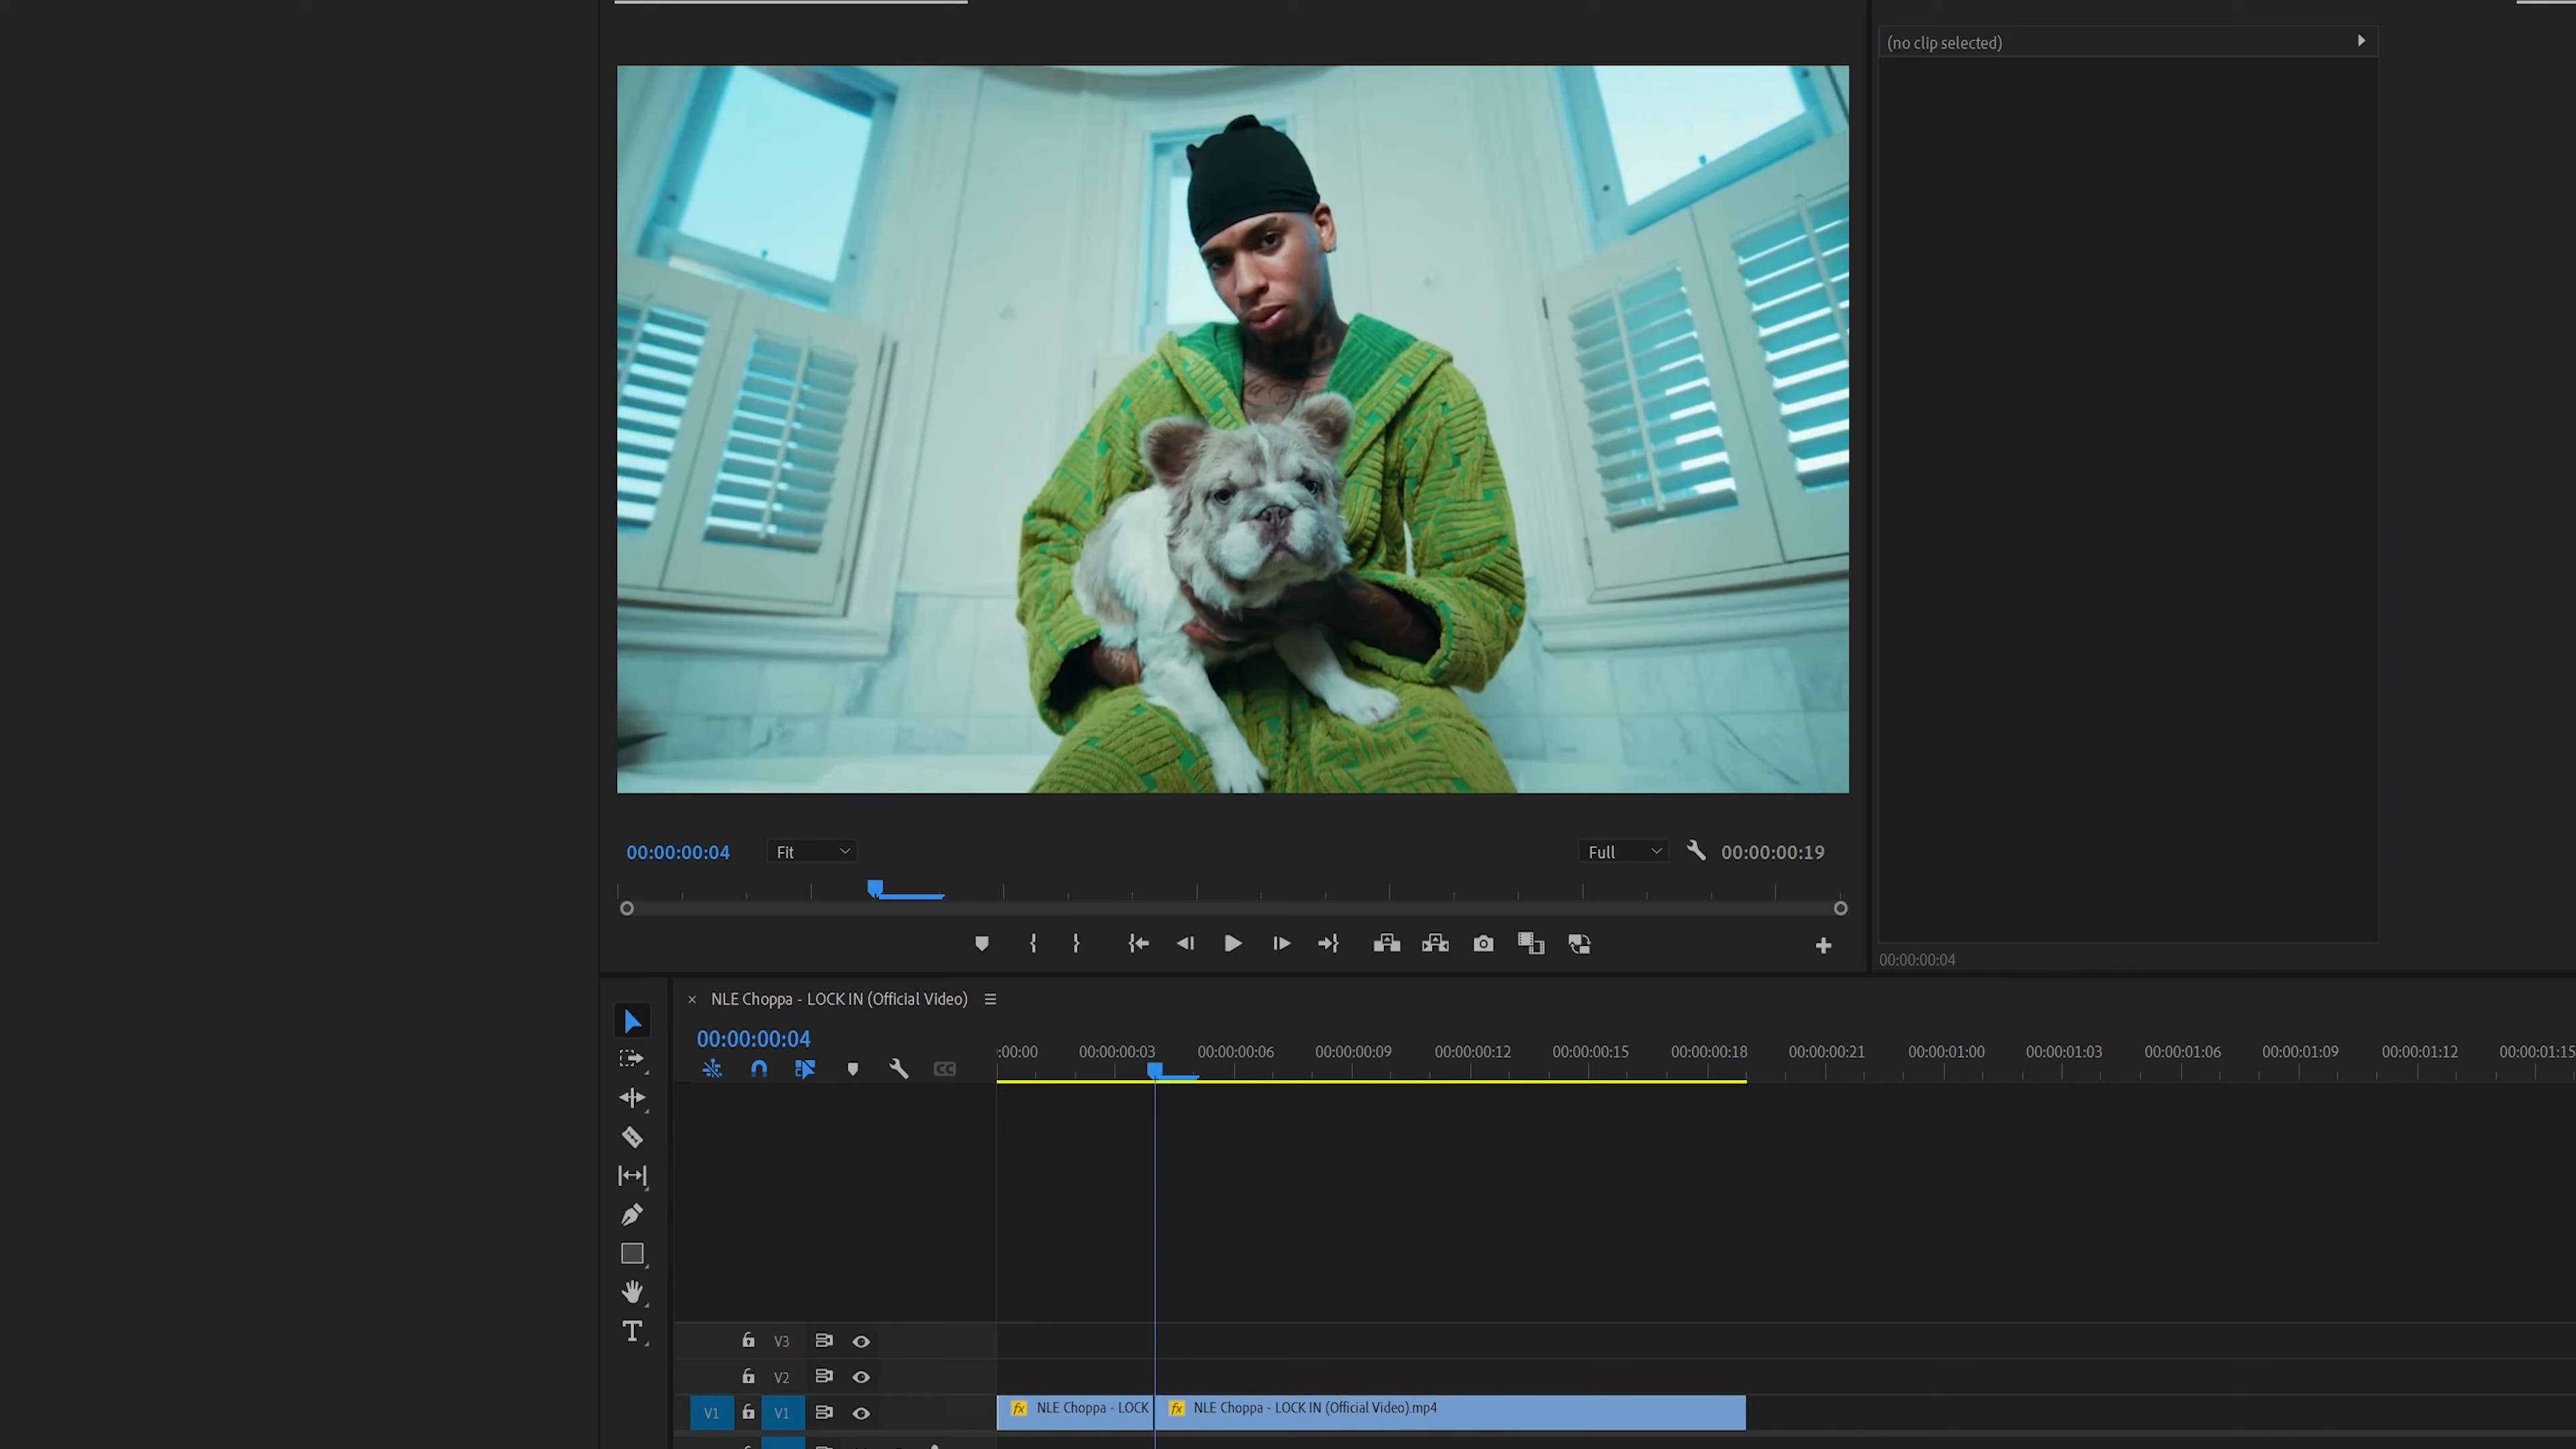 (no clip selected)
00:00:00:04
Fit
Full
00:00:00:19
00:00:00:04
× NLE Choppa - LOCK IN (Official Video)
00:00:00:04
:00:00 00:00:00:03 00:00:00:06 00:00:00:09 00:00:00:12 00:00:00:15 00:00:00:18 00:00:00:21 00:00:01:00 00:00:01:03 00:00:01:06 00:00:01:09 00:00:01:12 00:00:01:15
CC
T
V3
V2
V1 V1
fx NLE Choppa - LOCK
fx NLE Choppa - LOCK IN (Official Video).mp4